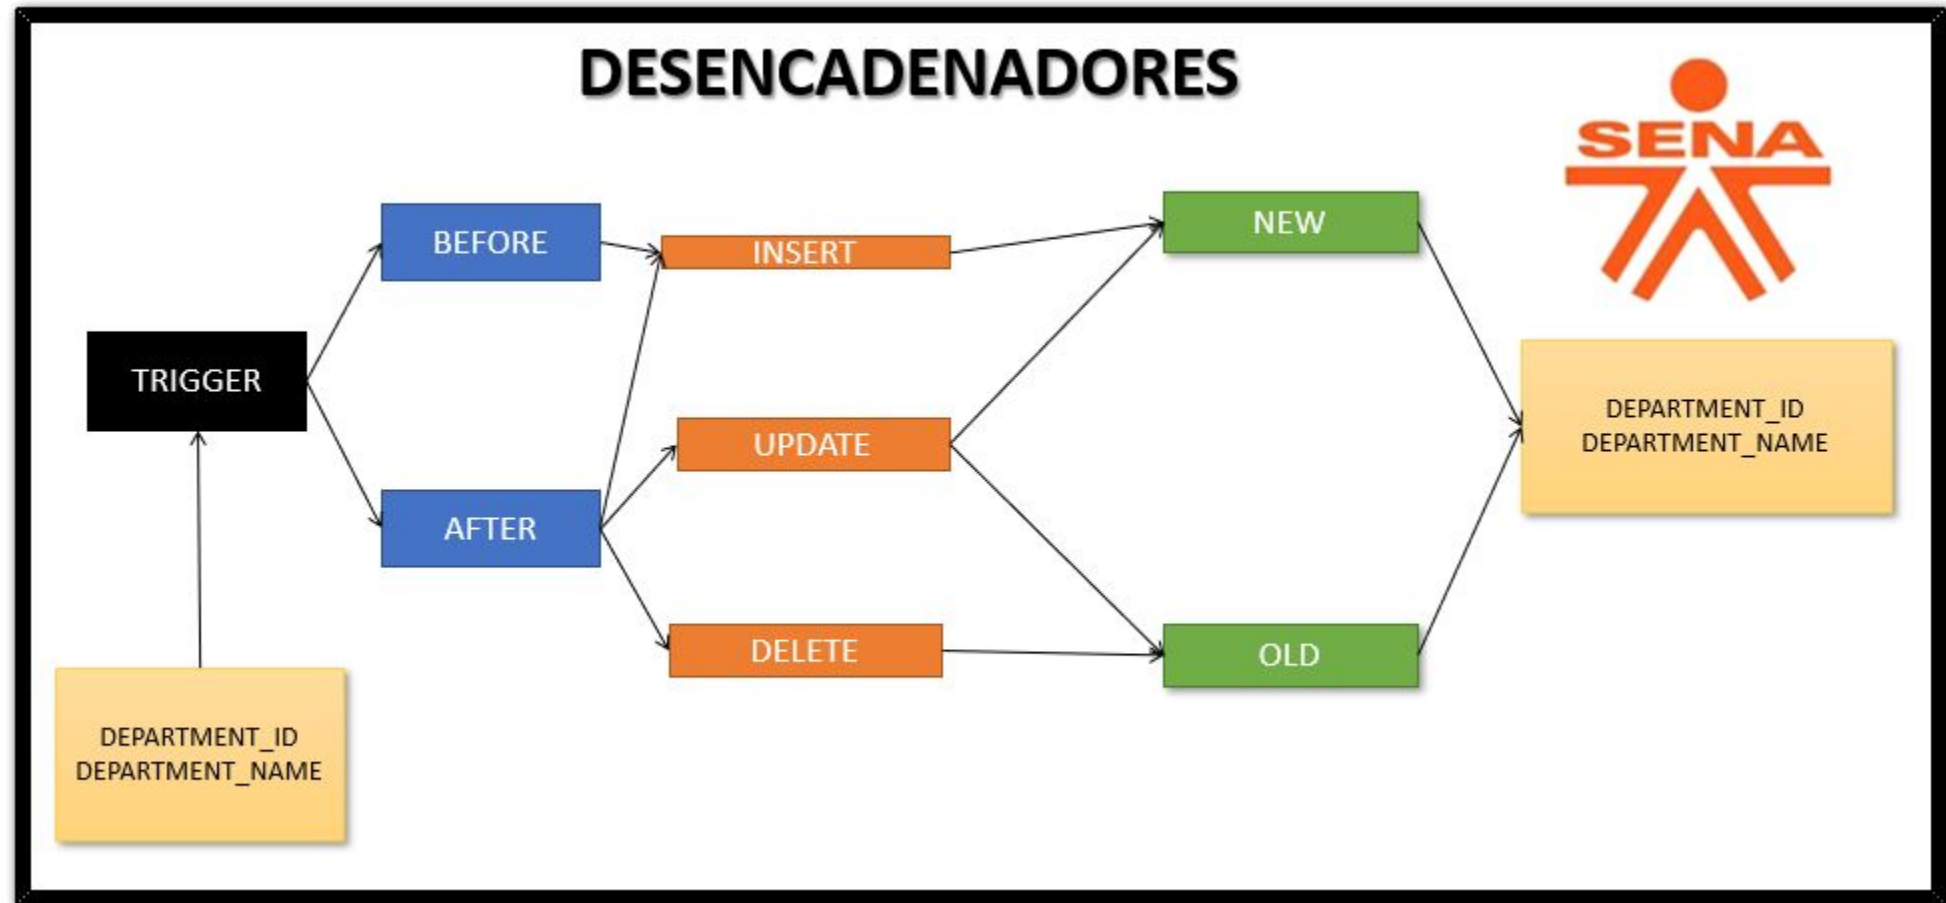 DESENCADENADORES
SENA
BEFORE
INSERT
NEW
TRIGGER
UPDATE
DEPARTMENT_ID
DEPARTMENT_NAME
AFTER
DELETE
OLD
DEPARTMENT_ID
DEPARTMENT_NAME